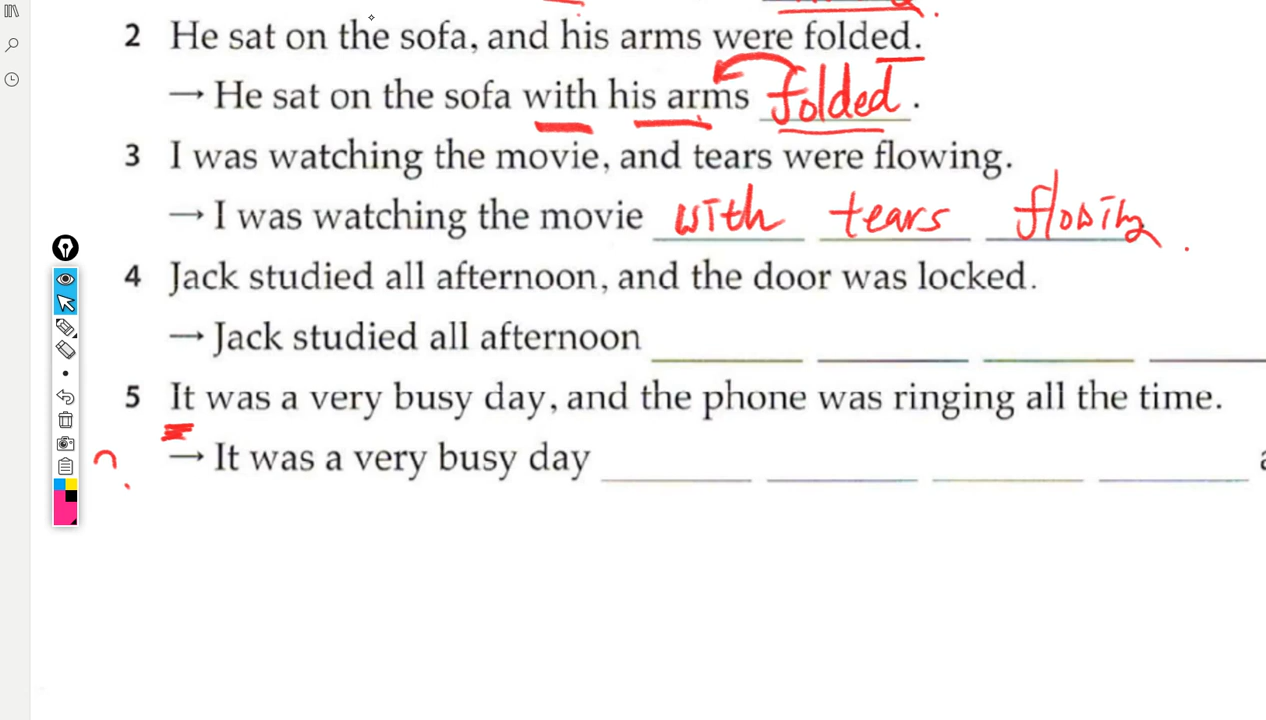 2 He sat on the sofa, and his arms were folded.
→ He sat on the sofa with his arms folded.
3 I was watching the movie, and tears were flowing.
→ I was watching the movie with tears flowing.
4 Jack studied all afternoon, and the door was locked.
→ Jack studied all afternoon
5 It was a very busy day, and the phone was ringing all the time.
→ It was a very busy day